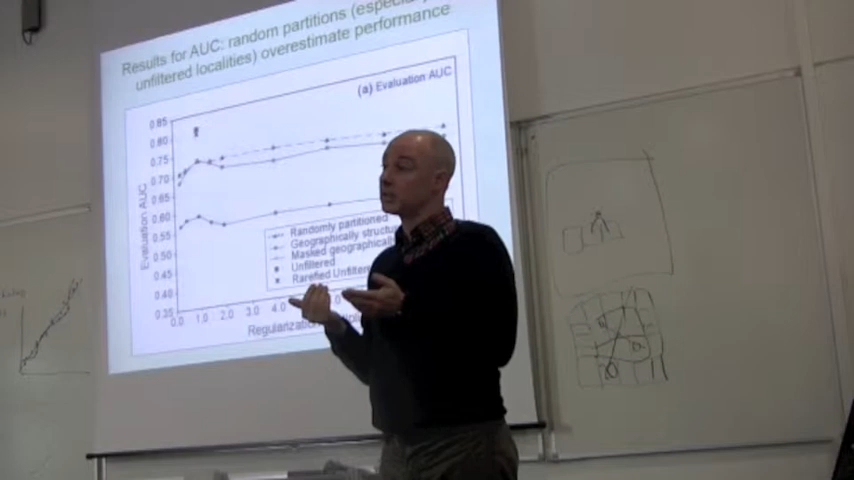 Results for AUC: random partitions (especially
unfiltered localities) overestimate performance
(a) Evaluation AUC
0.85
0.80
0.75
0.70
0.65
0.60
0.55
0.50
0.45
0.40
0.35
Evaluation AUC
Randomly partitioned
Geographically structu
Masked geographicall
Unfiltered
Rarefied Unfiltere
0.0 1.0 2.0 3.0 4.0
Regularization